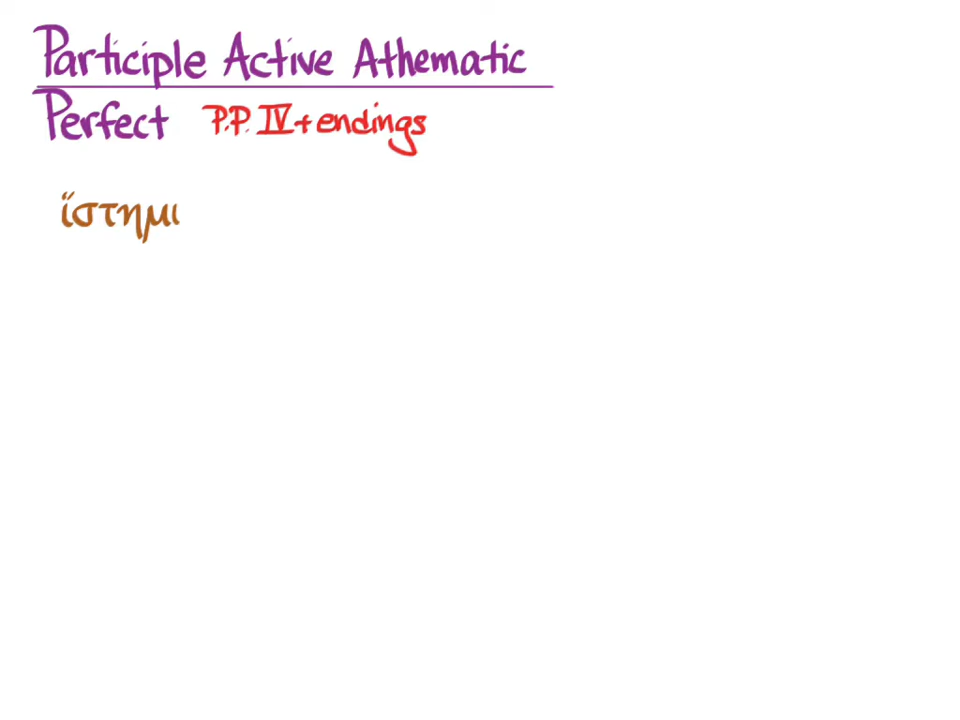 Participle Active Athematic
Perfect P.P. IV + endings
ἵστημι